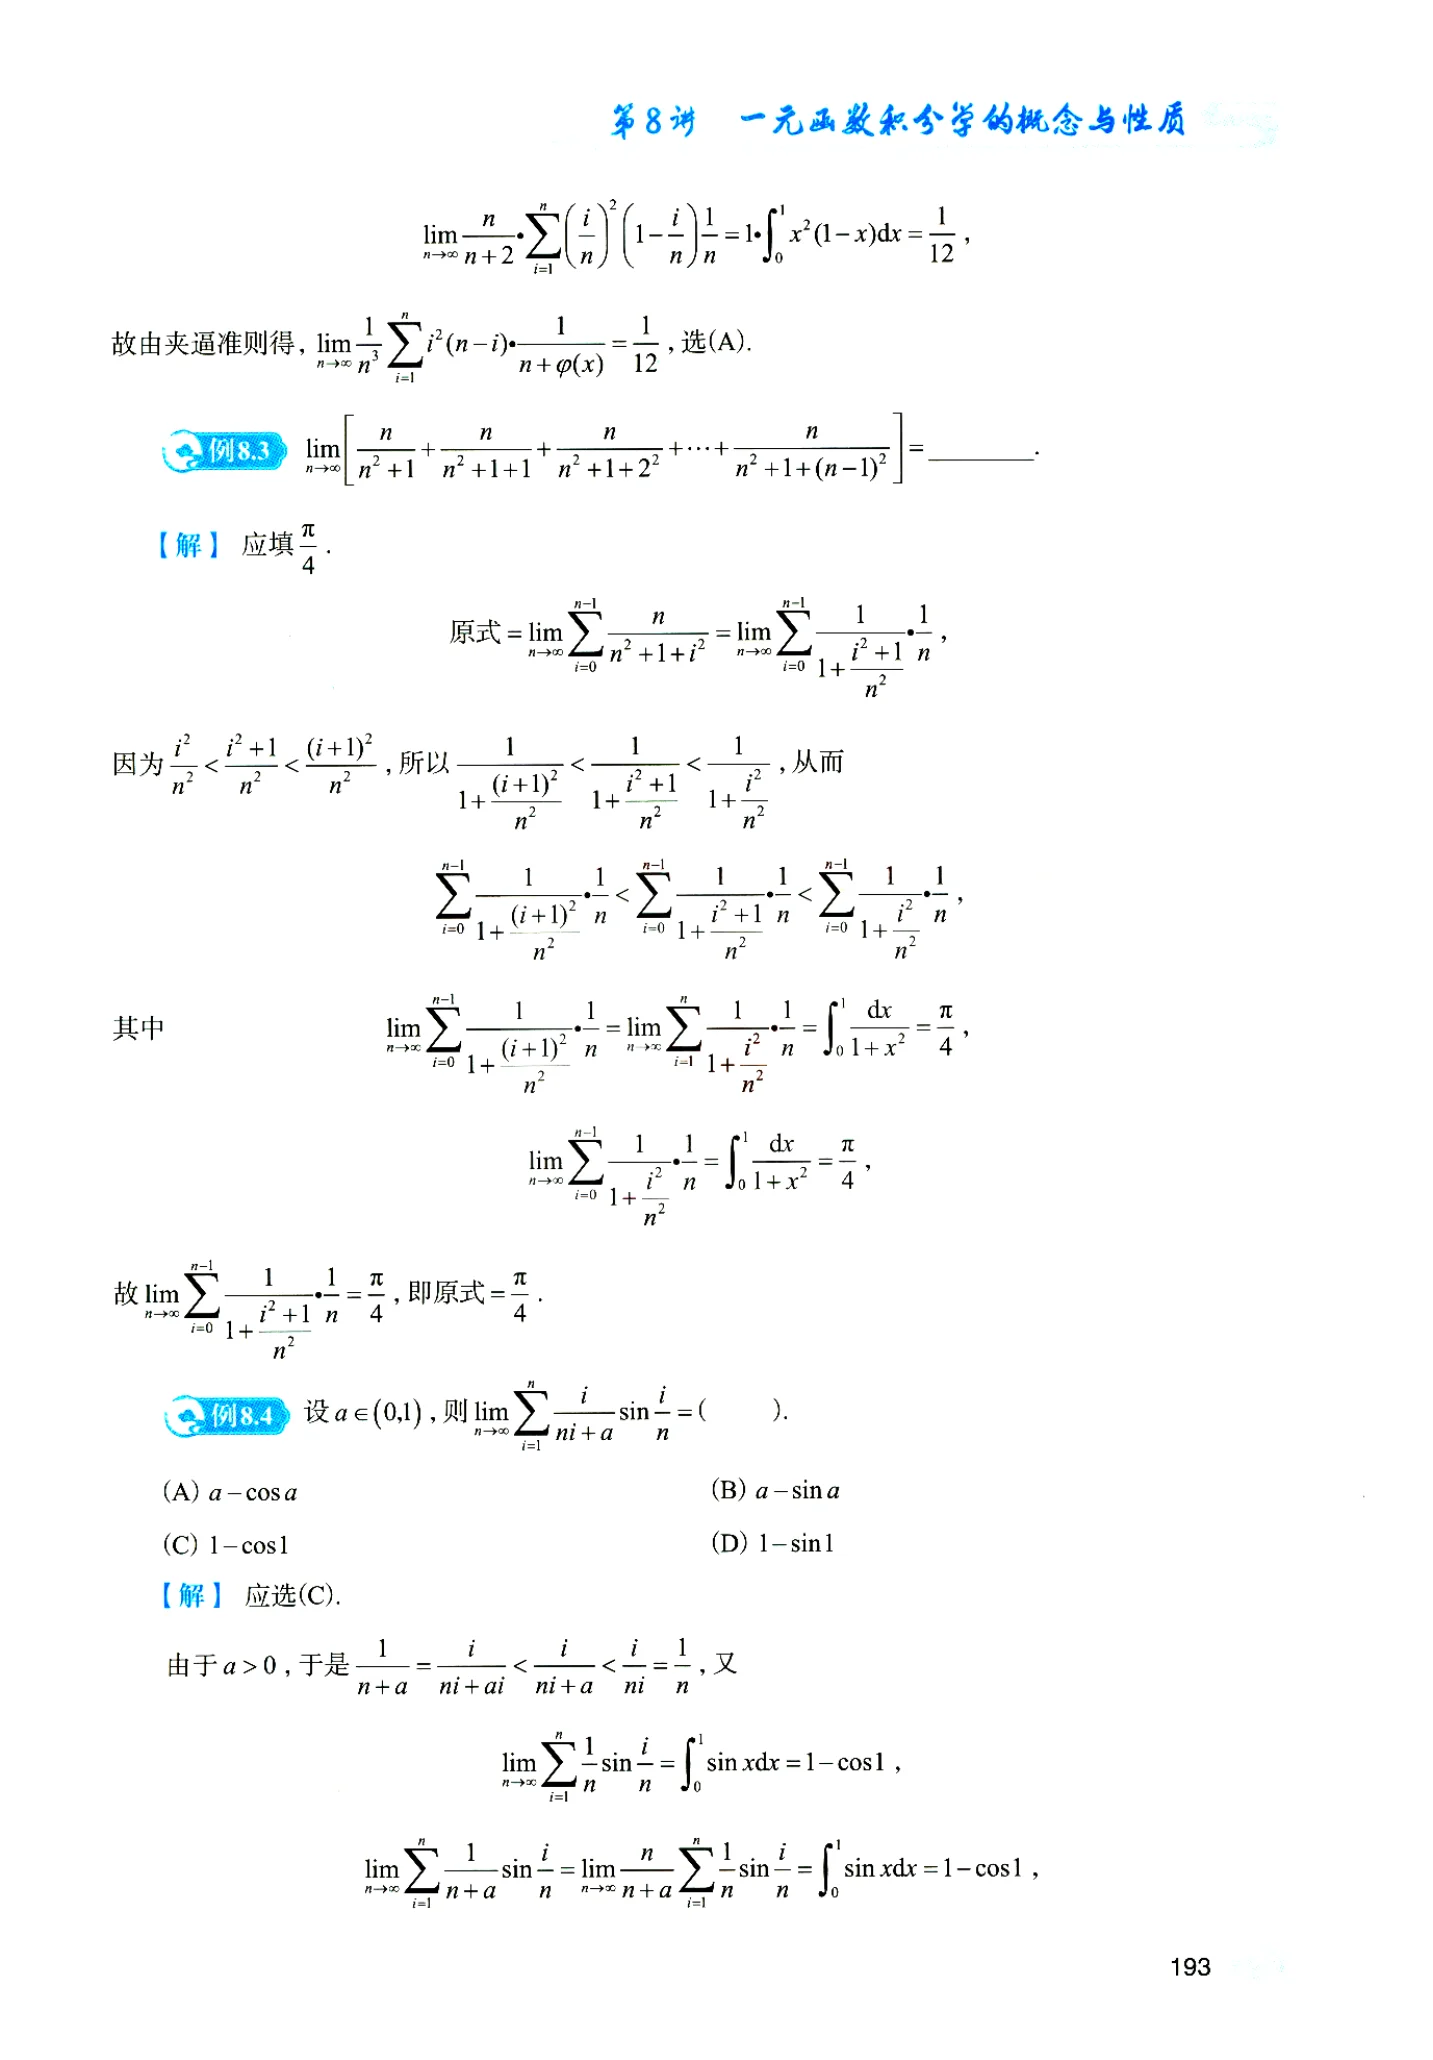 第8讲 一元函数积分学的概念与性质
$\lim_{n\to\infty}\frac{n}{n+2}\cdot\sum_{i=1}^{n}\left(\frac{i}{n}\right)^2\left(1-\frac{i}{n}\right)\frac{1}{n}=1\cdot\int_0^1 x^2(1-x)dx=\frac{1}{12}$,
故由夹逼准则得, $\lim_{n\to\infty}\frac{1}{n^3}\sum_{i=1}^{n}i^2(n-i)\cdot\frac{1}{n+\varphi(x)}=\frac{1}{12}$,选(A).
例8.3 $\lim_{n\to\infty}\left[\frac{n}{n^2+1}+\frac{n}{n^2+1+1}+\frac{n}{n^2+1+2^2}+\cdots+\frac{n}{n^2+1+(n-1)^2}\right]=$________.
【解】 应填$\frac{\pi}{4}$.
原式$=\lim_{n\to\infty}\sum_{i=0}^{n-1}\frac{n}{n^2+1+i^2}=\lim_{n\to\infty}\sum_{i=0}^{n-1}\frac{1}{1+\frac{i^2+1}{n^2}}\cdot\frac{1}{n}$,
因为$\frac{i^2}{n^2}<\frac{i^2+1}{n^2}<\frac{(i+1)^2}{n^2}$,所以$\frac{1}{1+\frac{(i+1)^2}{n^2}}<\frac{1}{1+\frac{i^2+1}{n^2}}<\frac{1}{1+\frac{i^2}{n^2}}$,从而
$\sum_{i=0}^{n-1}\frac{1}{1+\frac{(i+1)^2}{n^2}}\cdot\frac{1}{n}<\sum_{i=0}^{n-1}\frac{1}{1+\frac{i^2+1}{n^2}}\cdot\frac{1}{n}<\sum_{i=0}^{n-1}\frac{1}{1+\frac{i^2}{n^2}}\cdot\frac{1}{n}$,
其中 $\lim_{n\to\infty}\sum_{i=0}^{n-1}\frac{1}{1+\frac{(i+1)^2}{n^2}}\cdot\frac{1}{n}=\lim_{n\to\infty}\sum_{i=1}^{n}\frac{1}{1+\frac{i^2}{n^2}}\cdot\frac{1}{n}=\int_0^1\frac{dx}{1+x^2}=\frac{\pi}{4}$,
$\lim_{n\to\infty}\sum_{i=0}^{n-1}\frac{1}{1+\frac{i^2}{n^2}}\cdot\frac{1}{n}=\int_0^1\frac{dx}{1+x^2}=\frac{\pi}{4}$,
故$\lim_{n\to\infty}\sum_{i=0}^{n-1}\frac{1}{1+\frac{i^2+1}{n^2}}\cdot\frac{1}{n}=\frac{\pi}{4}$,即原式$=\frac{\pi}{4}$.
例8.4 设$a\in(0,1)$,则$\lim_{n\to\infty}\sum_{i=1}^{n}\frac{i}{ni+a}\sin\frac{i}{n}=$( ).
(A) $a-\cos a$ (B) $a-\sin a$
(C) $1-\cos 1$ (D) $1-\sin 1$
【解】 应选(C).
由于$a>0$,于是$\frac{1}{n+a}=\frac{i}{ni+ai}<\frac{i}{ni+a}<\frac{i}{ni}=\frac{1}{n}$,又
$\lim_{n\to\infty}\sum_{i=1}^{n}\frac{1}{n}\sin\frac{i}{n}=\int_0^1\sin xdx=1-\cos 1$,
$\lim_{n\to\infty}\sum_{i=1}^{n}\frac{1}{n+a}\sin\frac{i}{n}=\lim_{n\to\infty}\frac{n}{n+a}\sum_{i=1}^{n}\frac{1}{n}\sin\frac{i}{n}=\int_0^1\sin xdx=1-\cos 1$,
193